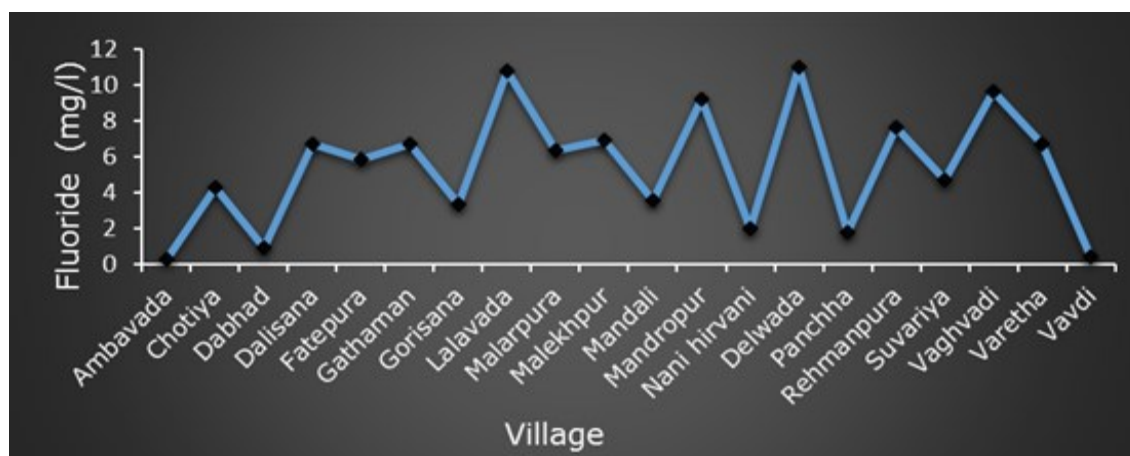 Fluoride (mg/l)
12
10
8
6
4
2
0
Ambavada
Chotiya
Dabhad
Dalisana
Fatepura
Gathaman
Gorisana
Lalavada
Malarpura
Malekhpur
Mandali
Mandropur
Nani hirvani
Delwada
Panchha
Rehmanpura
Suvariya
Vaghvadi
Varetha
Vavdi
Village